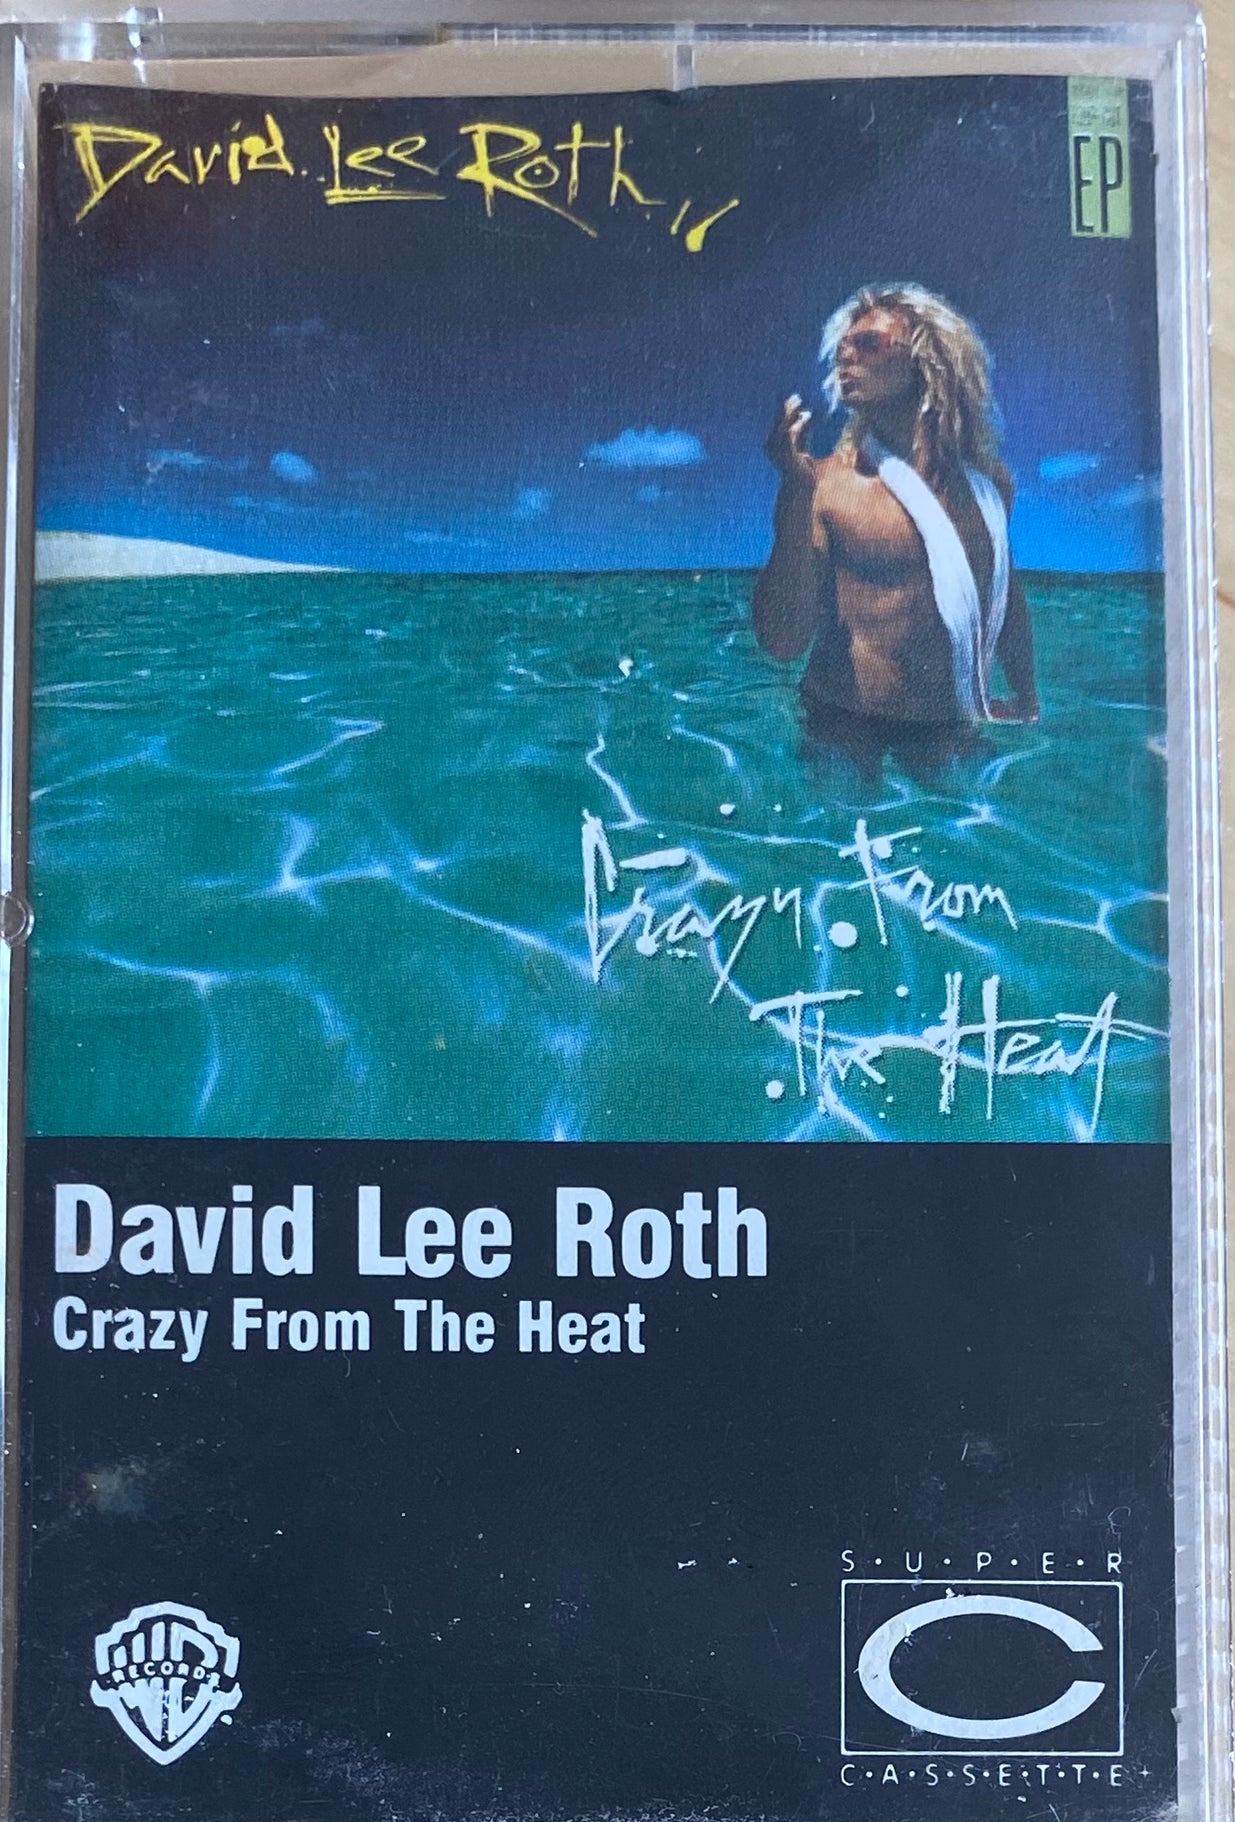 David Lee Roth
EP
Crazy From
The Heat
David Lee Roth
Crazy From The Heat
S·U·P·E·R
C
C·A·S·S·E·T·T·E
RECORDS